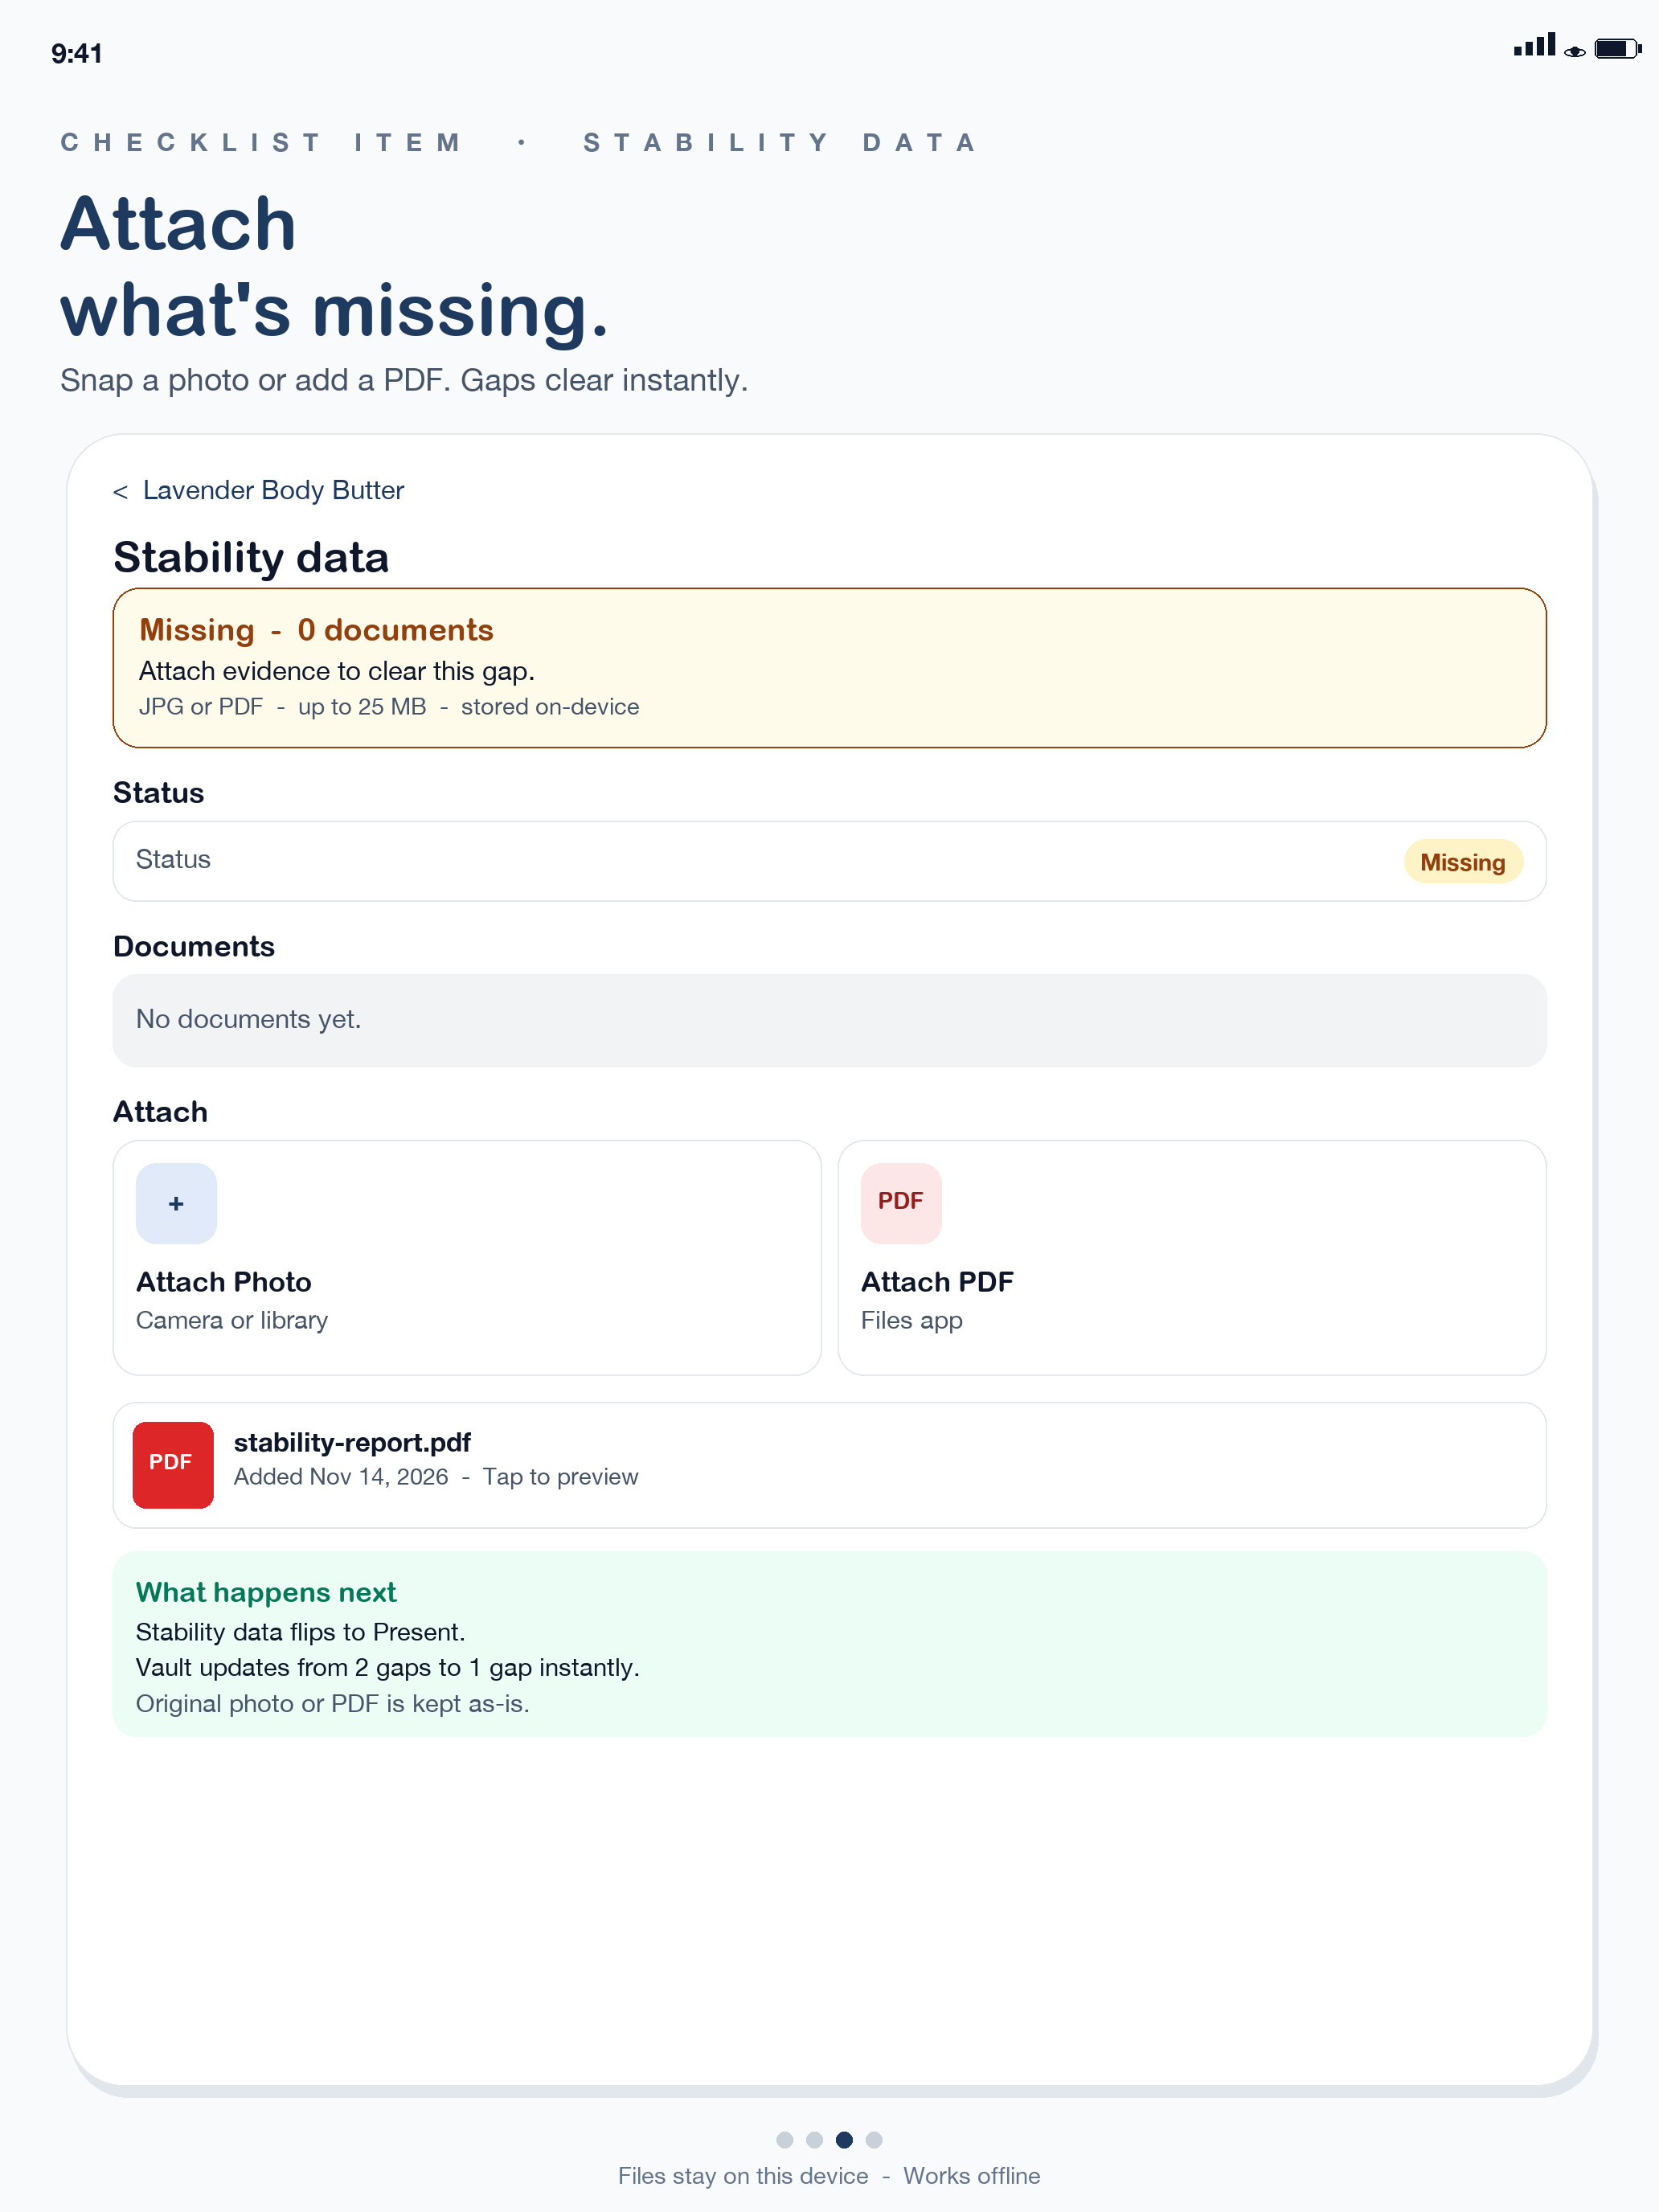 9:41
CHECKLIST ITEM · STABILITY DATA
Attach
what's missing.
Snap a photo or add a PDF. Gaps clear instantly.
< Lavender Body Butter
Stability data
Missing - 0 documents
Attach evidence to clear this gap.
JPG or PDF - up to 25 MB - stored on-device
Status
Status
Missing
Documents
No documents yet.
Attach
+
Attach Photo
Camera or library
PDF
Attach PDF
Files app
PDF
stability-report.pdf
Added Nov 14, 2026 - Tap to preview
What happens next
Stability data flips to Present.
Vault updates from 2 gaps to 1 gap instantly.
Original photo or PDF is kept as-is.
Files stay on this device - Works offline